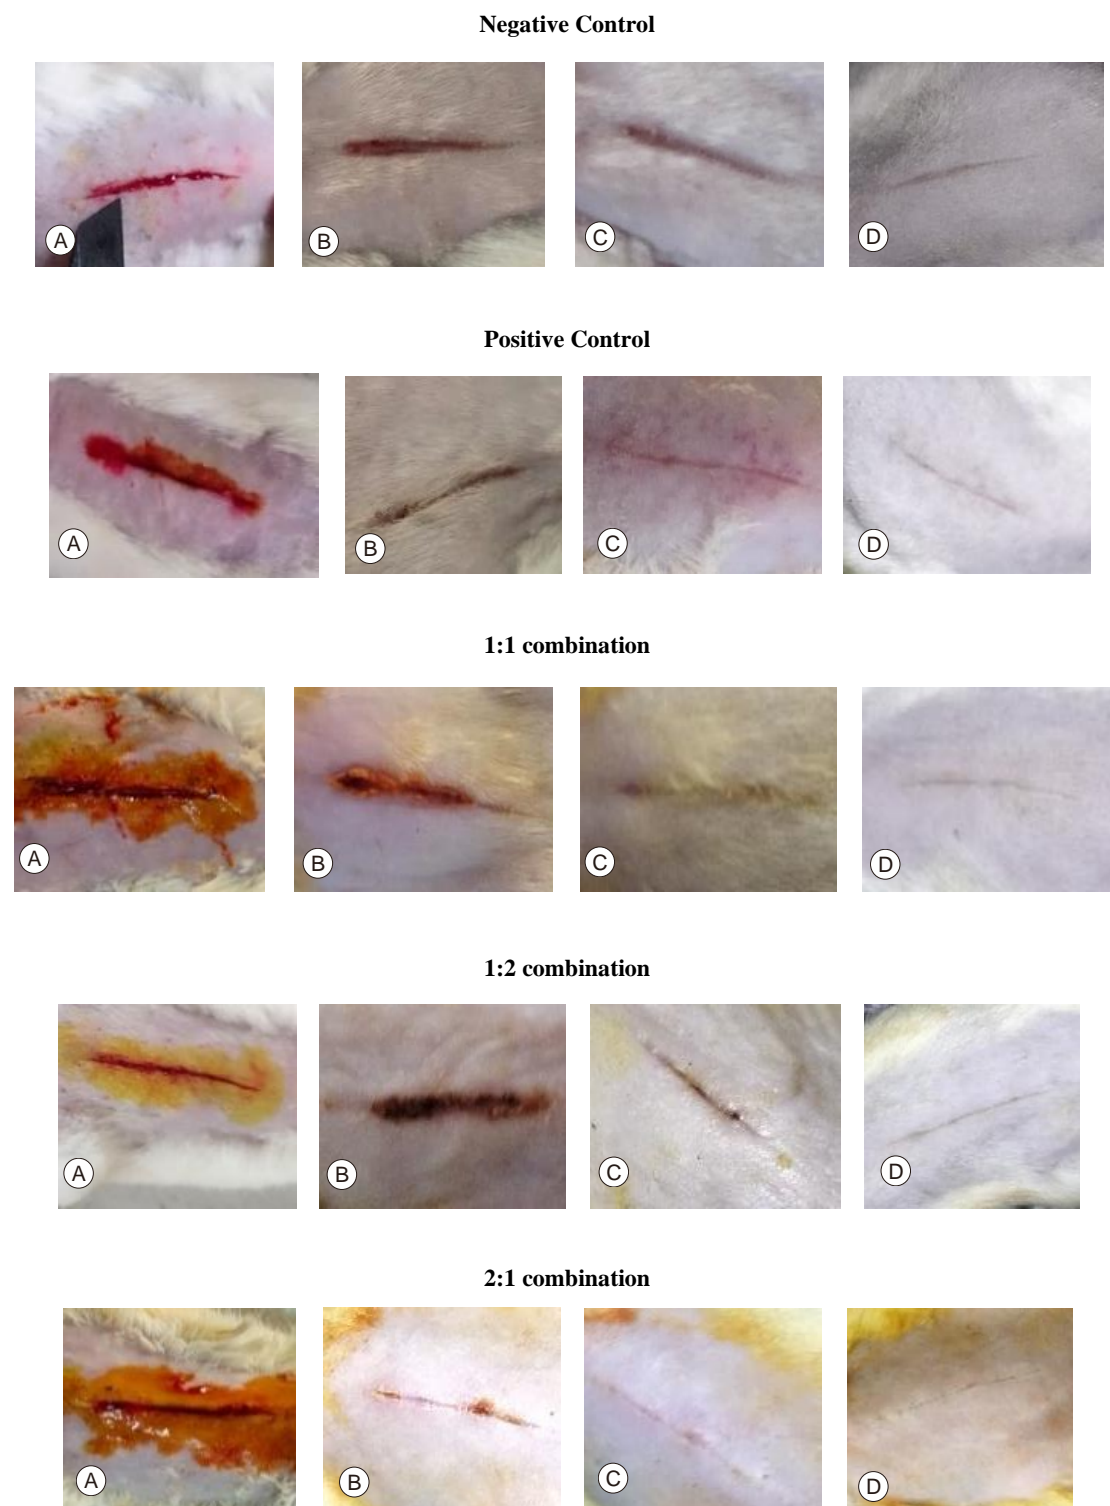 Negative Control
A B C D
Positive Control
A B C D
1:1 combination
A B C D
1:2 combination
A B C D
2:1 combination
A B C D